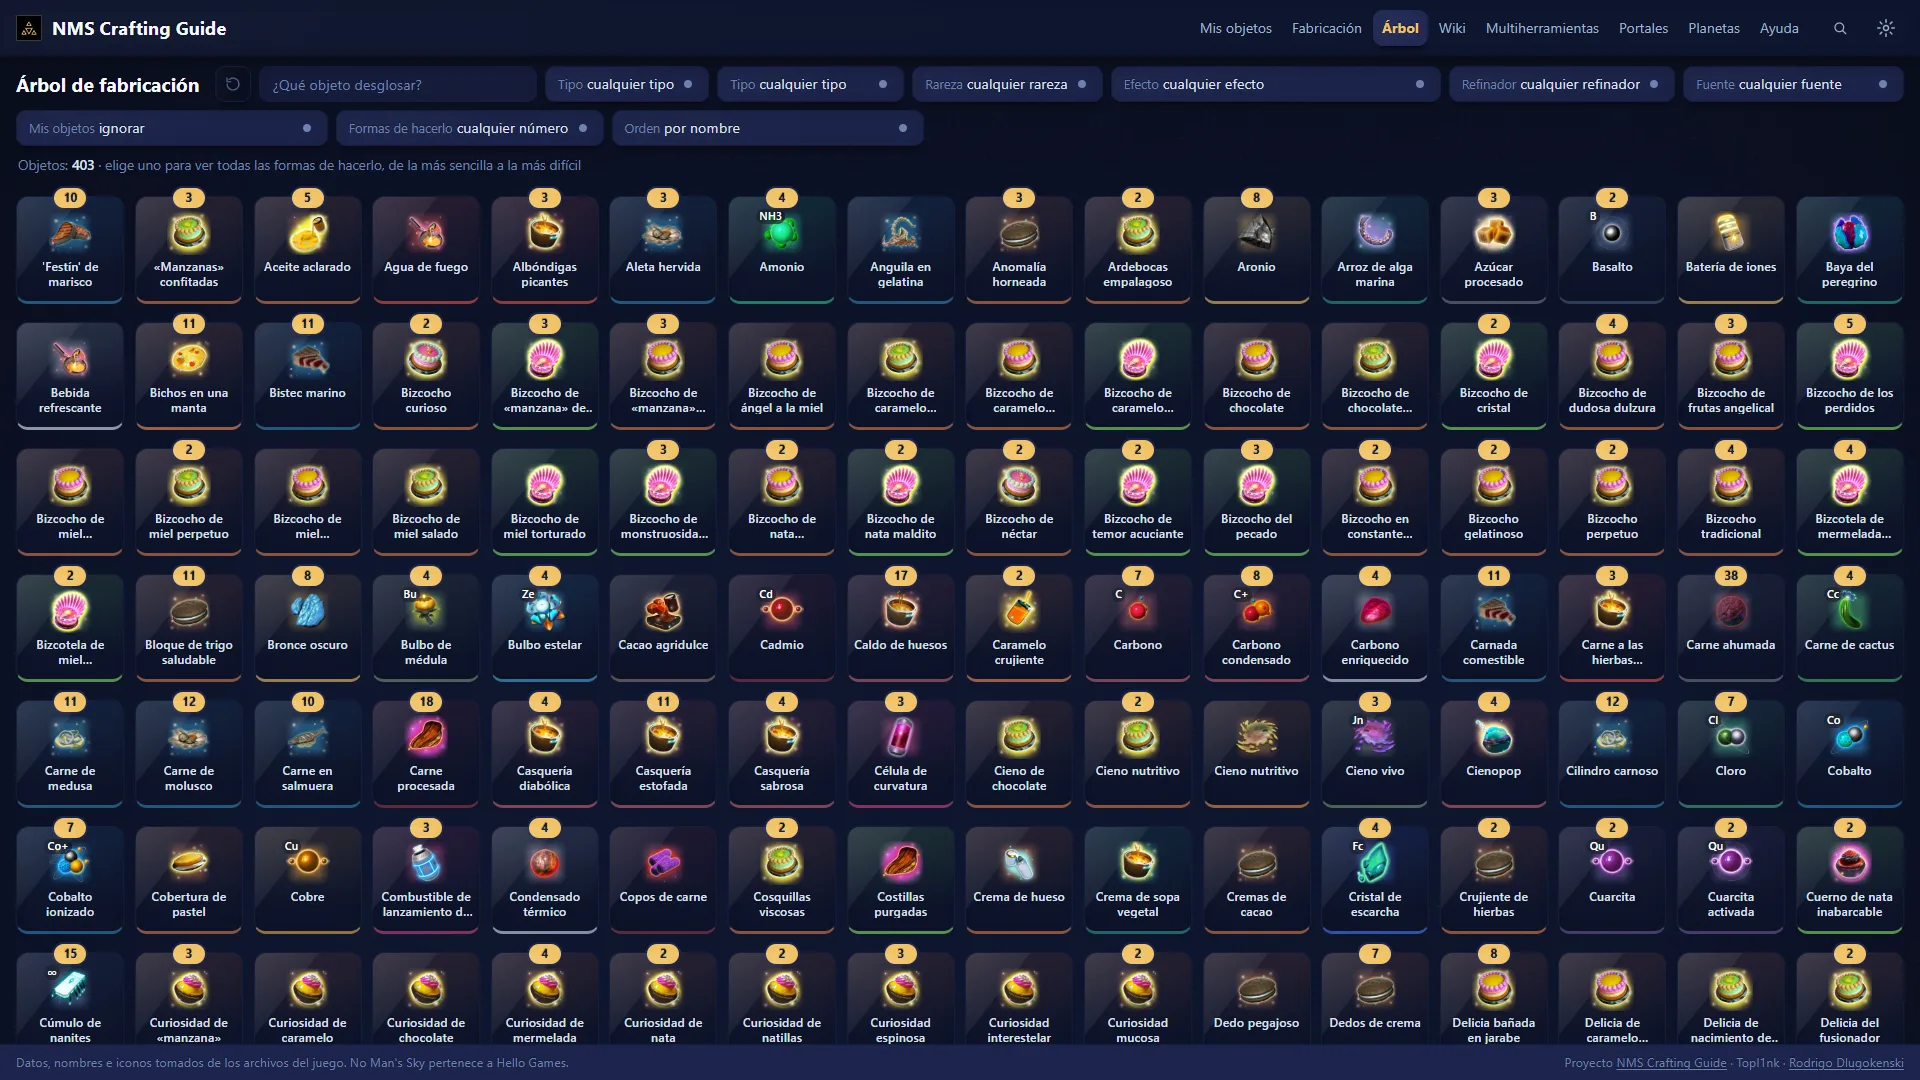 NMS Crafting Guide
Mis objetos
Fabricación
Árbol
Wiki
Multiherramientas
Portales
Planetas
Ayuda
Árbol de fabricación
¿Qué objeto desglosar?
Tipo cualquier tipo
Tipo cualquier tipo
Rareza cualquier rareza
Efecto cualquier efecto
Refinador cualquier refinador
Fuente cualquier fuente
Mis objetos ignorar
Formas de hacerlo cualquier número
Orden por nombre
Objetos: 403 · elige uno para ver todas las formas de hacerlo, de la más sencilla a la más difícil
10
'Festín' de
marisco
3
«Manzanas»
confitadas
5
Aceite aclarado
Agua de fuego
3
Albóndigas
picantes
3
Aleta hervida
4
NH3
Amonio
Anguila en
gelatina
3
Anomalía
horneada
2
Ardebocas
empalagoso
8
Aronio
Arroz de alga
marina
3
Azúcar
procesado
2
B
Basalto
Batería de iones
Baya del
peregrino
Bebida
refrescante
11
Bichos en una
manta
11
Bistec marino
2
Bizcocho
curioso
3
Bizcocho de
«manzana» de..
3
Bizcocho de
«manzana»...
Bizcocho de
ángel a la miel
Bizcocho de
caramelo...
Bizcocho de
caramelo...
Bizcocho de
caramelo...
Bizcocho de
chocolate
Bizcocho de
chocolate...
2
Bizcocho de
cristal
4
Bizcocho de
dudosa dulzura
3
Bizcocho de
frutas angelical
5
Bizcocho de los
perdidos
Bizcocho de
miel...
2
Bizcocho de
miel perpetuo
Bizcocho de
miel...
Bizcocho de
miel salado
Bizcocho de
miel torturado
3
Bizcocho de
monstruosida...
2
Bizcocho de
nata...
2
Bizcocho de
nata maldito
2
Bizcocho de
néctar
2
Bizcocho de
temor acuciante
3
Bizcocho del
pecado
2
Bizcocho en
constante...
2
Bizcocho
gelatinoso
2
Bizcocho
perpetuo
4
Bizcocho
tradicional
4
Bizcotela de
mermelada...
2
Bizcotela de
miel...
11
Bloque de trigo
saludable
8
Bronce oscuro
4
Bu
Bulbo de
médula
4
Ze
Bulbo estelar
Cacao agridulce
Cd
Cadmio
17
Caldo de huesos
2
Caramelo
crujiente
7
C
Carbono
8
C+
Carbono
condensado
4
Carbono
enriquecido
11
Carnada
comestible
3
Carne a las
hierbas...
38
Carne ahumada
4
Cc
Carne de cactus
11
Carne de
medusa
12
Carne de
molusco
10
Carne en
salmuera
18
Carne
procesada
4
Casquería
diabólica
11
Casquería
estofada
4
Casquería
sabrosa
3
Célula de
curvatura
Cieno de
chocolate
2
Cieno nutritivo
Cieno nutritivo
3
Jn
Cieno vivo
4
Cienopop
12
Cilindro carnoso
7
Cl
Cloro
Co
Cobalto
7
Co+
Cobalto
ionizado
Cobertura de
pastel
Cu
Cobre
3
Combustible de
lanzamiento d...
4
Condensado
térmico
Copos de carne
2
Cosquillas
viscosas
Costillas
purgadas
Crema de hueso
Crema de sopa
vegetal
Cremas de
cacao
4
Fc
Cristal de
escarcha
2
Crujiente de
hierbas
2
Qu
Cuarcita
2
Qu
Cuarcita
activada
2
Cuerno de nata
inabarcable
15
∞
Cúmulo de
nanites
3
Curiosidad de
«manzana»
Curiosidad de
caramelo
Curiosidad de
chocolate
4
Curiosidad de
mermelada
2
Curiosidad de
nata
2
Curiosidad de
natillas
3
Curiosidad
espinosa
Curiosidad
interestelar
2
Curiosidad
mucosa
Dedo pegajoso
7
Dedos de crema
8
Delicia bañada
en jarabe
Delicia de
caramelo...
Delicia de
nacimiento de..
2
Delicia del
fusionador
Datos, nombres e iconos tomados de los archivos del juego. No Man's Sky pertenece a Hello Games.
Proyecto NMS Crafting Guide · Topl1nk · Rodrigo Dlugokenski